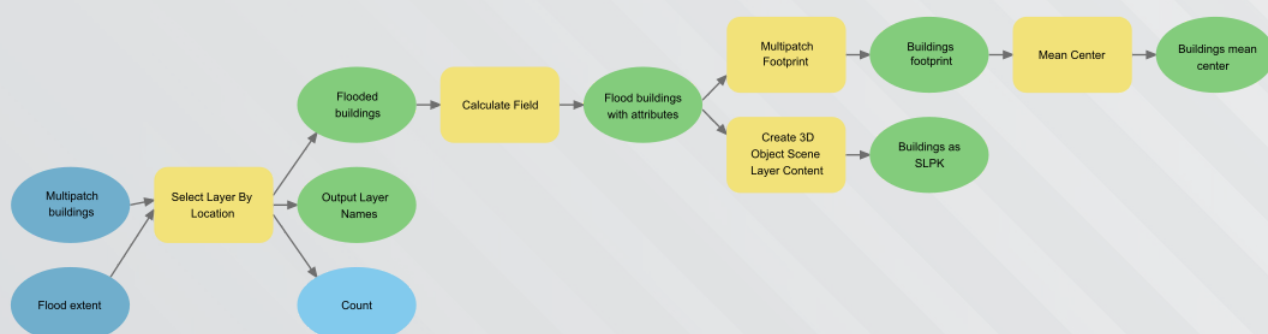 Multipatch
buildings
Flood extent
Select Layer By
Location
Flooded
buildings
Output Layer
Names
Count
Calculate Field
Flood buildings
with attributes
Multipatch
Footprint
Buildings
footprint
Mean Center
Buildings mean
center
Create 3D
Object Scene
Layer Content
Buildings as
SLPK